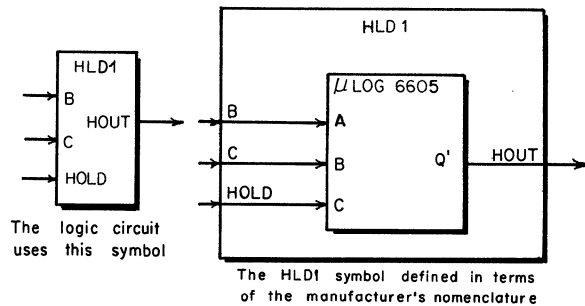 HLD1
B
HOUT
C
HOLD
The logic circuit
uses this symbol
HLD 1
μLOG 6605
B
A
C
B
Q'
HOUT
HOLD
C
The HLD1 symbol defined in terms
of the manufacturer's nomenclature